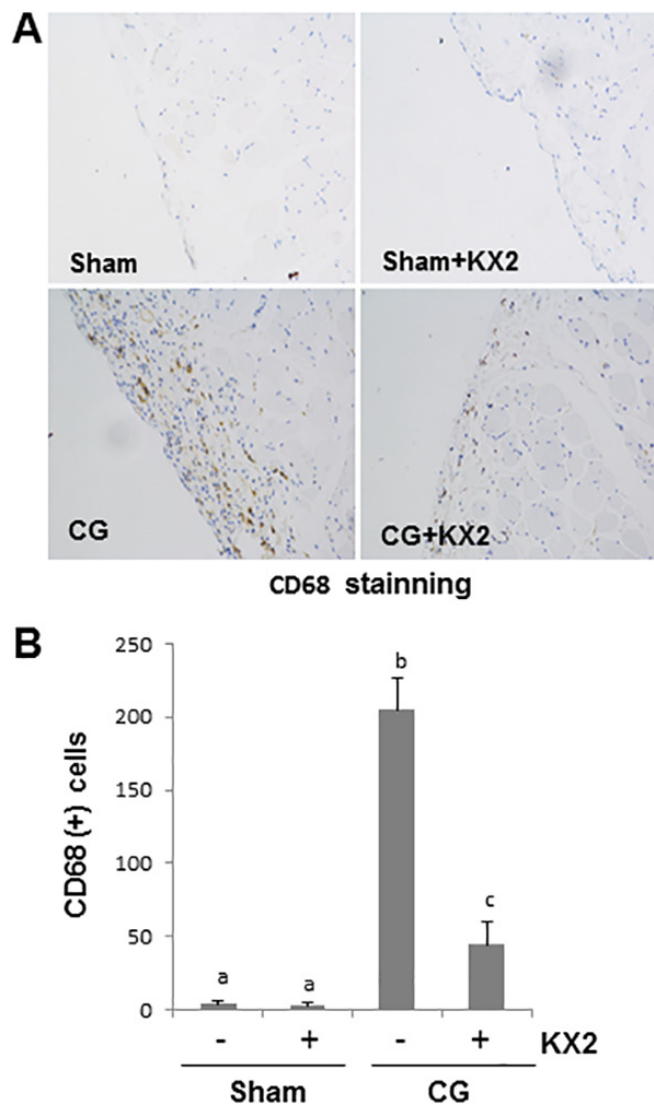 A
Sham
Sham+KX2
CG
CG+KX2
CD68 stainning
B
CD68 (+) cells
250
200
150
100
50
0
a
a
b
c
- + - + KX2
Sham CG